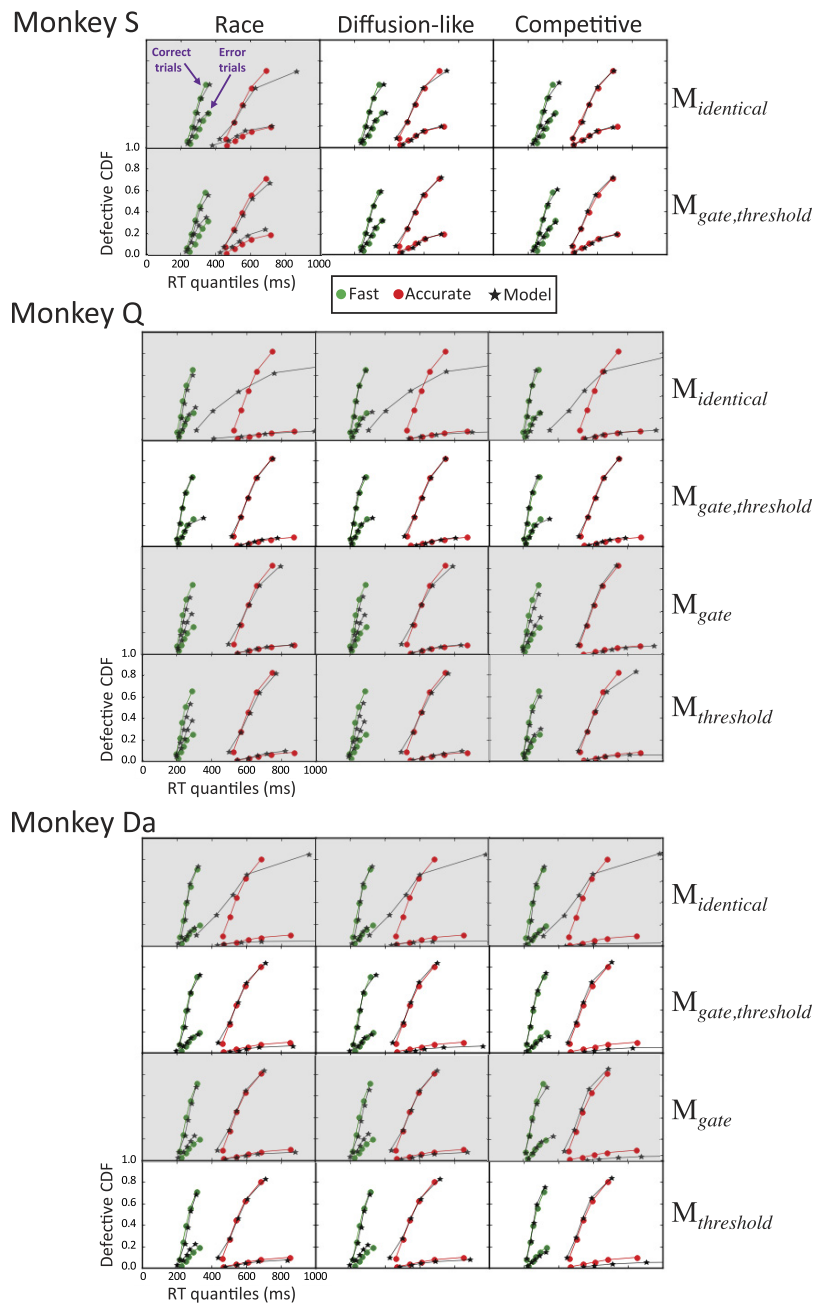 Monkey S
Race Diffusion-like Competitive
Correct trials
Error trials
M identical
1.0
0.8
0.6
0.4
0.2
0.0
Defective CDF
M gate,threshold
0 200 400 600 800 1000
RT quantiles (ms)
Fast Accurate Model
Monkey Q
M identical
M gate,threshold
M gate
1.0
0.8
0.6
0.4
0.2
0.0
Defective CDF
M threshold
0 200 400 600 800 1000
RT quantiles (ms)
Monkey Da
M identical
M gate,threshold
M gate
1.0
0.8
0.6
0.4
0.2
0.0
Defective CDF
M threshold
0 200 400 600 800 1000
RT quantiles (ms)